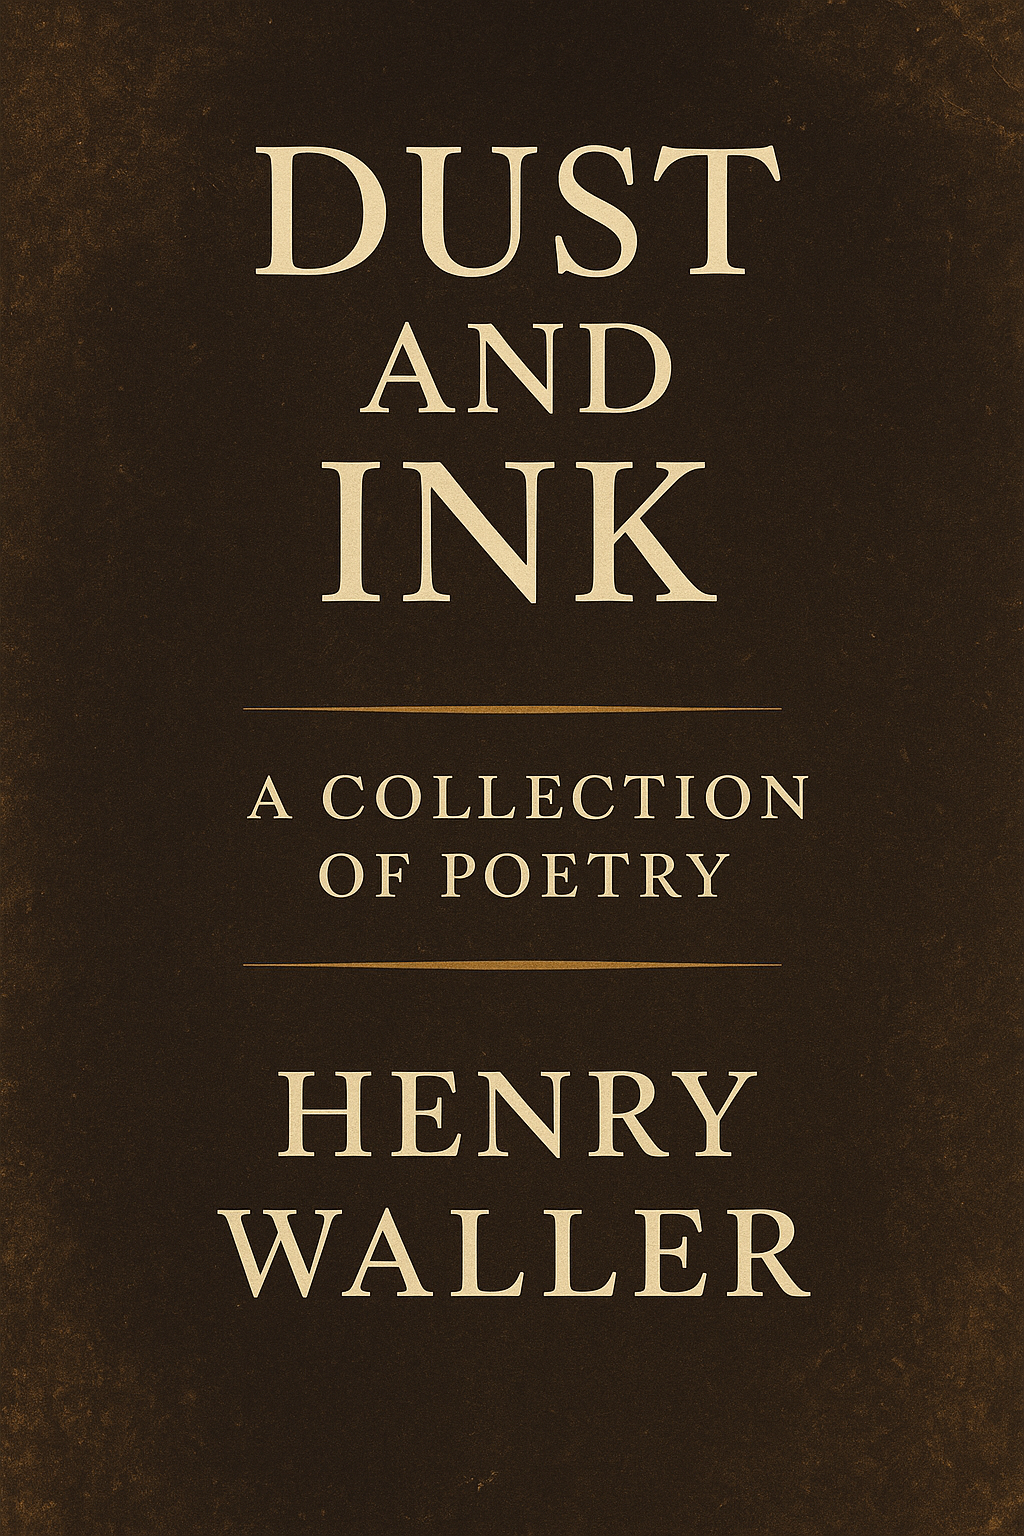 DUST
AND
INK
A COLLECTION
OF POETRY
HENRY
WALLER